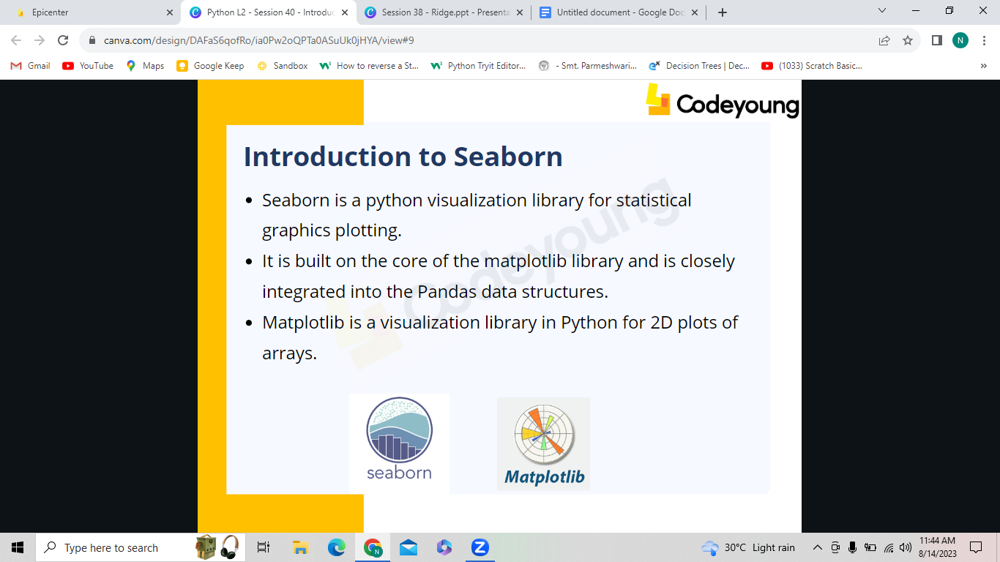 Epicenter
Python L2 - Session 40 - Introduc
Session 38 - Ridge.ppt - Presenta
Untitled document - Google Doc
canva.com/design/DAFaS6qofRo/ia0Pw2oQPTa0ASuUk0jHYA/view#9
N
Gmail
YouTube
Maps
Google Keep
Sandbox
How to reverse a St...
Python Tryit Editor...
- Smt. Parmeshwari...
Decision Trees | Dec...
(1033) Scratch Basic...
»
Codeyoung
Introduction to Seaborn
• Seaborn is a python visualization library for statistical
graphics plotting.
• It is built on the core of the matplotlib library and is closely
integrated into the Pandas data structures.
• Matplotlib is a visualization library in Python for 2D plots of
arrays.
Codeyoung
seaborn
Matplotlib
Type here to search
30°C Light rain
11:44 AM
8/14/2023